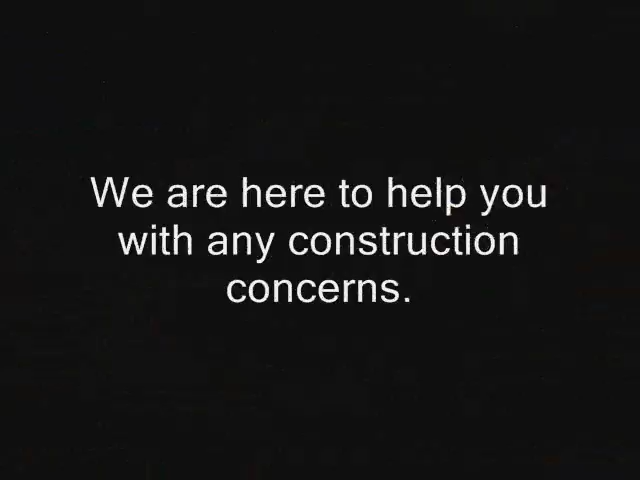 We are here to help you
with any construction
concerns.